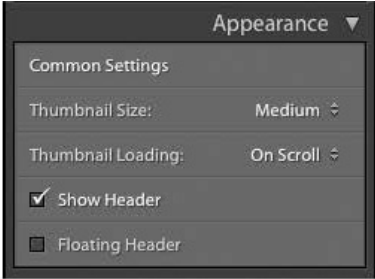 Appearance ▼
Common Settings
Thumbnail Size: Medium
Thumbnail Loading: On Scroll
Show Header
Floating Header